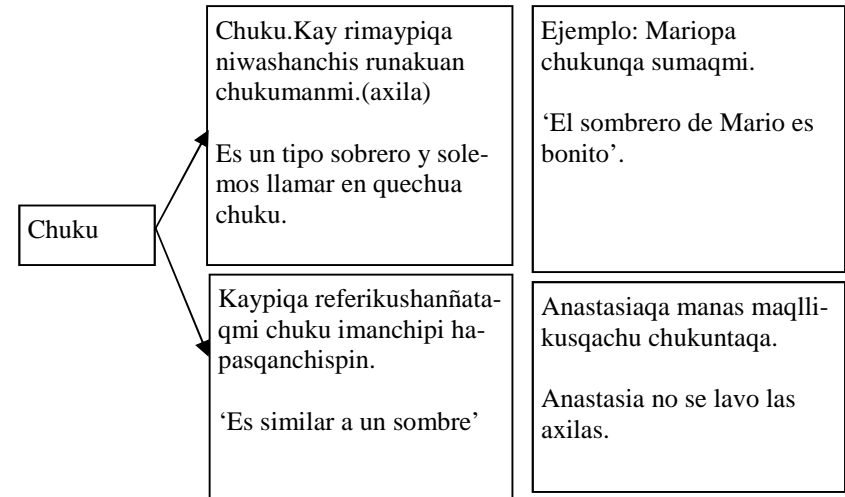 Chuku
Chuku.Kay rimaypiqa
niwashanchis runakuan
chukumanmi.(axila)
Es un tipo sobrero y sole-
mos llamar en quechua
chuku.
Ejemplo: Mariopa
chukunqa sumaqmi.
‘El sombrero de Mario es
bonito’.
Kaypiqa referikushanñata-
qmi chuku imanchipi ha-
pasqanchispin.
‘Es similar a un sombre’
Anastasiaqa manas maqlli-
kusqachu chukuntaqa.
Anastasia no se lavo las
axilas.